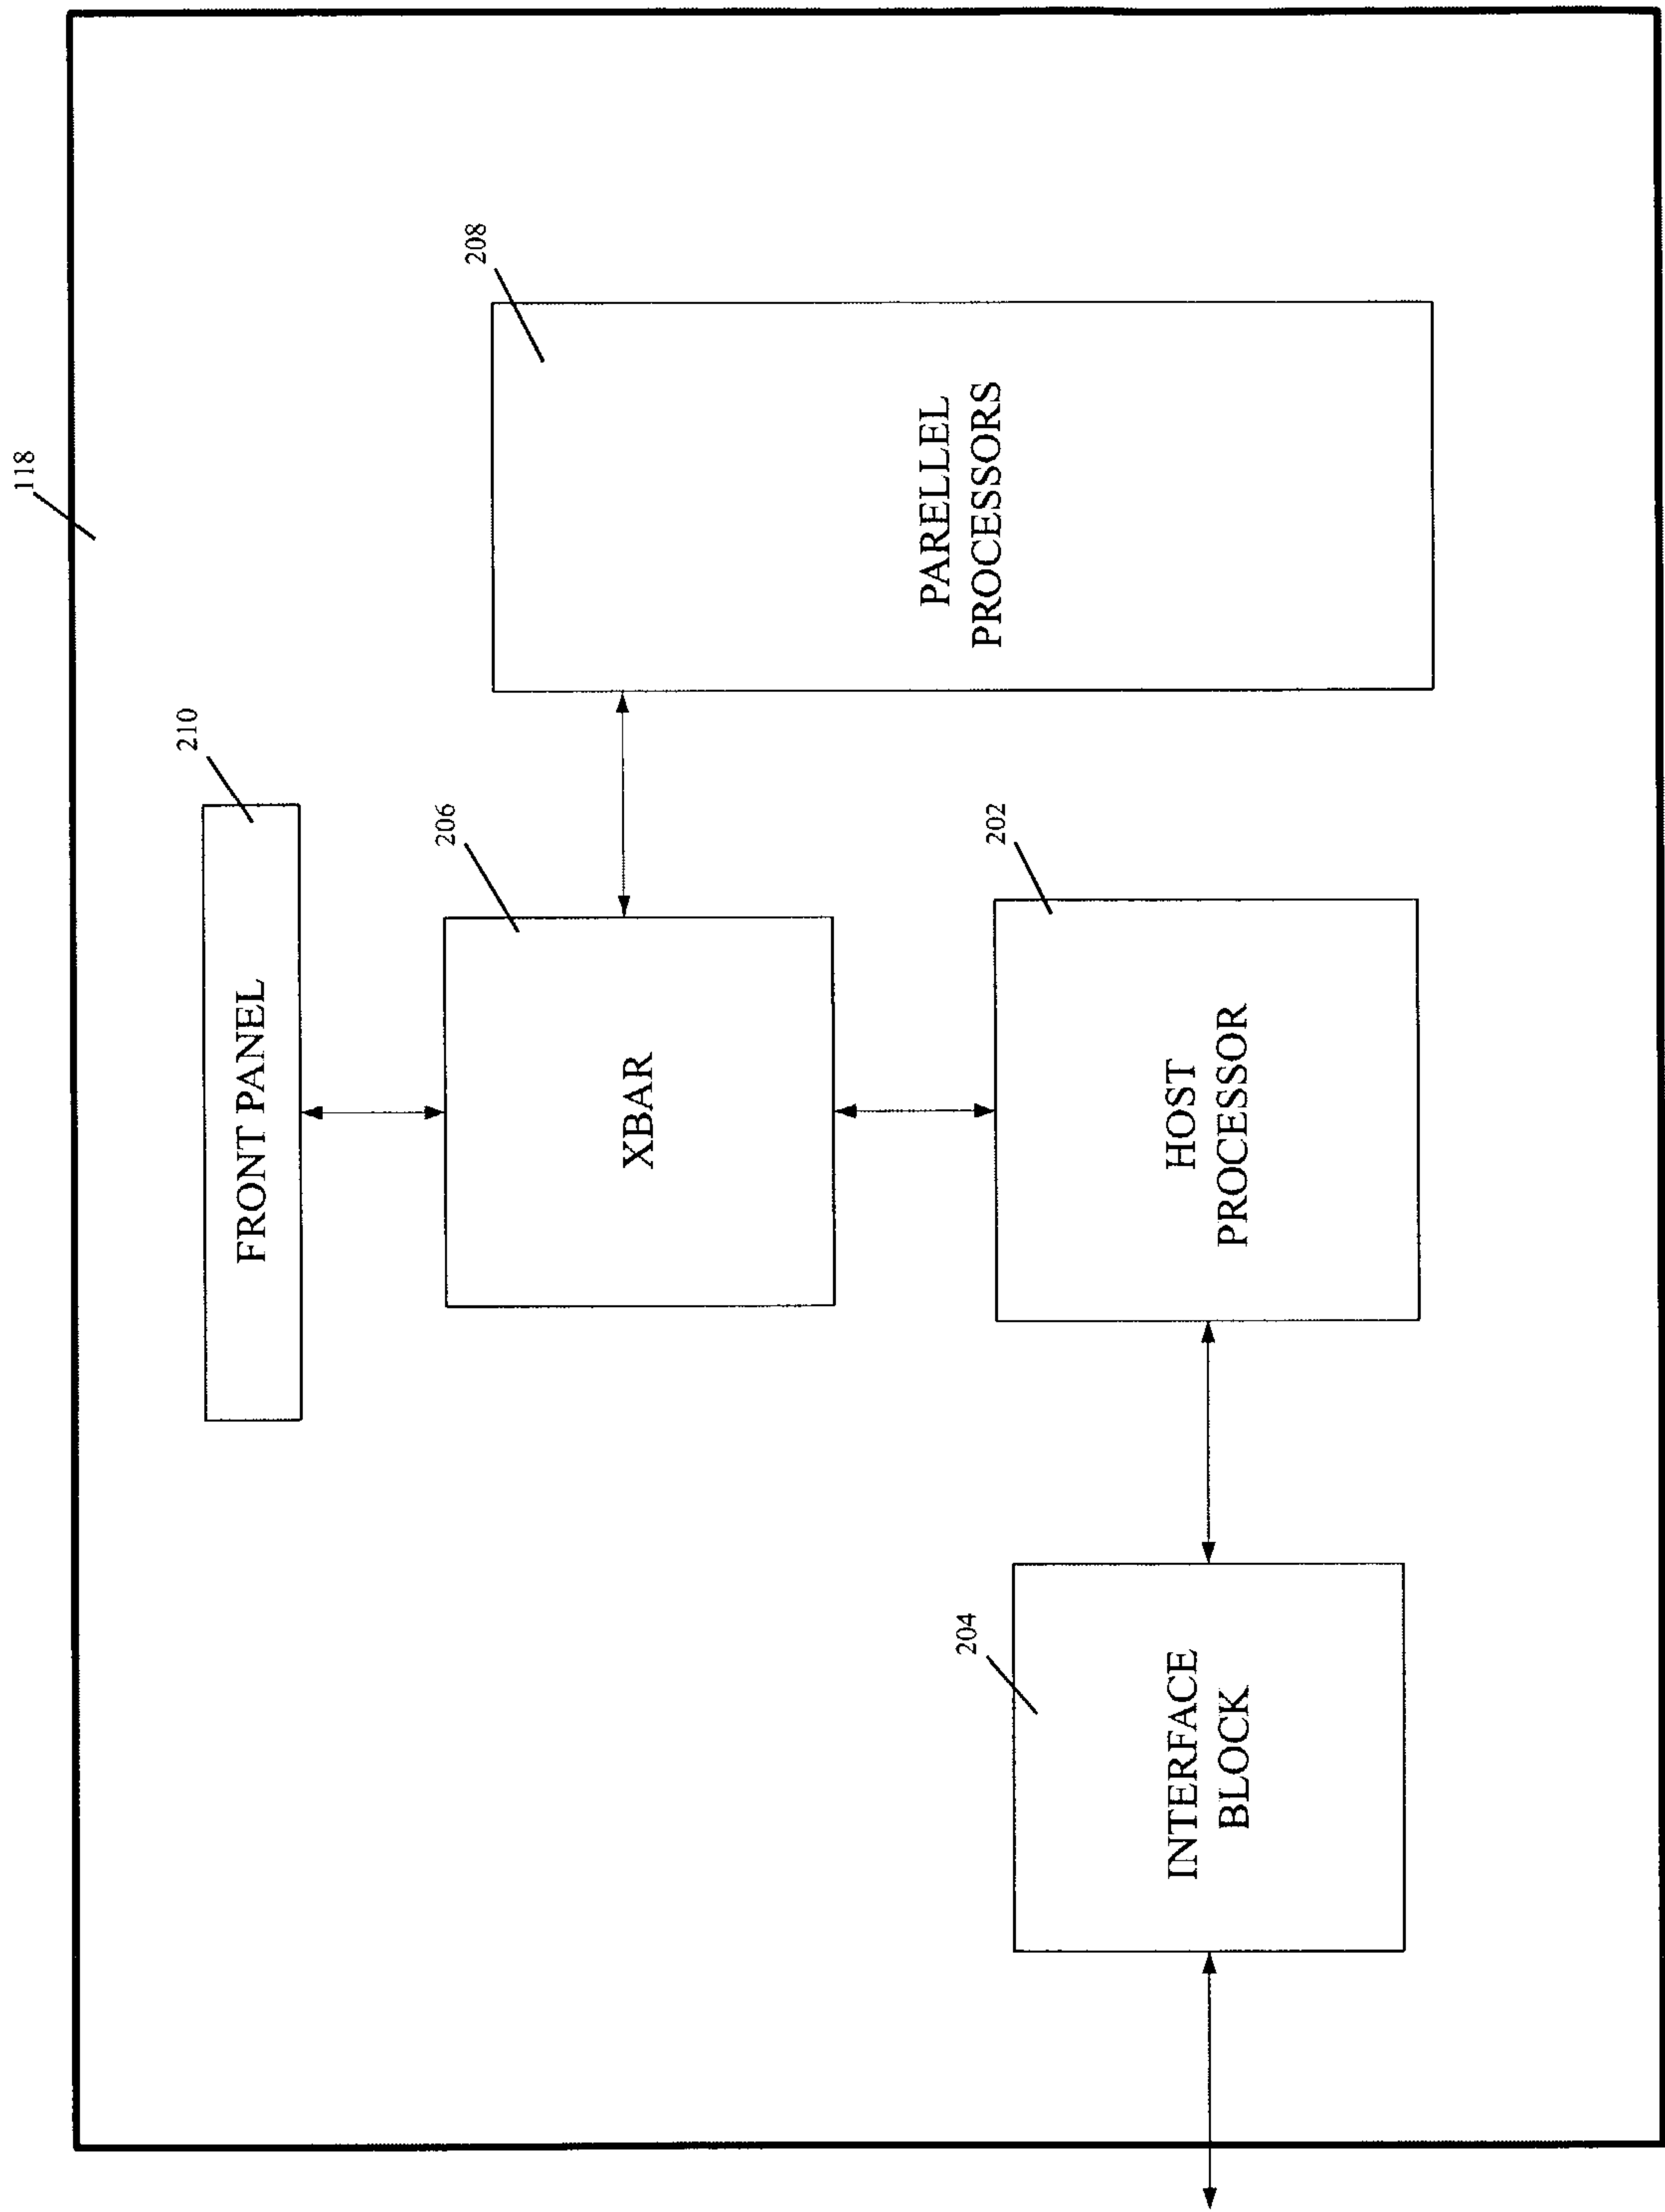 118
210
FRONT PANEL
206
XBAR
208
PARELLEL
PROCESSORS
204
INTERFACE
BLOCK
202
HOST
PROCESSOR